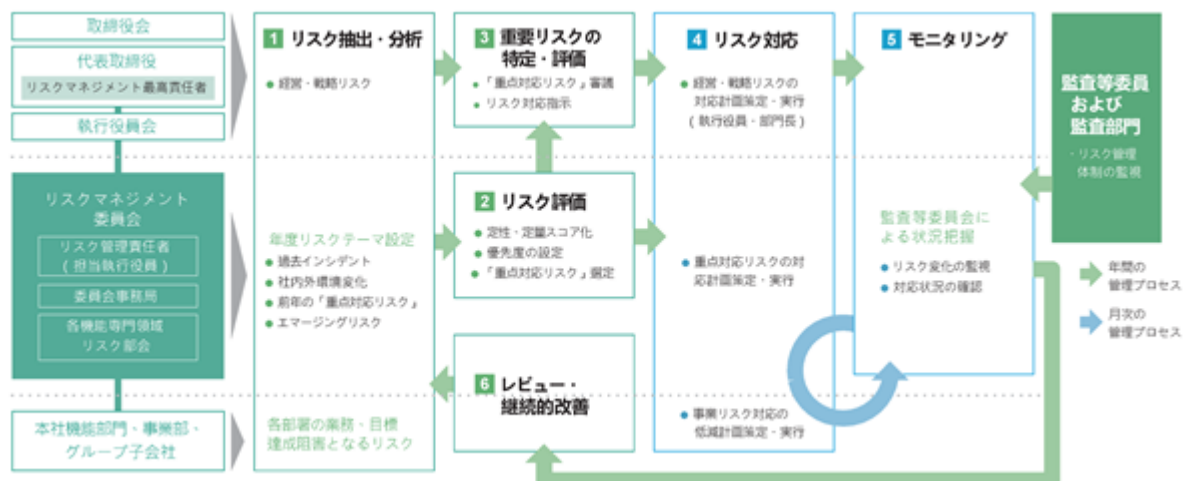 取締役会
代表取締役
リスクマネジメント最高責任者
執行役員会
リスクマネジメント
委員会
リスク管理責任者
(担当執行役員)
委員会事務局
各機能専門領域
リスク部会
本社機能部門、事業部、
グループ子会社
1 リスク抽出・分析
● 経営・戦略リスク
年度リスクテーマ設定
● 過去インシデント
● 社内外環境変化
● 前年の「重点対応リスク」
● エマージングリスク
各部署の業務・目標
達成阻害となるリスク
3 重要リスクの
特定・評価
● 「重点対応リスク」審議
● リスク対応指示
2 リスク評価
● 定性・定量スコア化
● 優先度の設定
● 「重点対応リスク」選定
6 レビュー・
継続的改善
4 リスク対応
● 経営・戦略リスクの
対応計画策定・実行
(執行役員・部門長)
● 重点対応リスクの対
応計画策定・実行
● 事業リスク対応の
低減計画策定・実行
5 モニタリング
監査等委員会に
よる状況把握
● リスク変化の監視
● 対応状況の確認
監査等委員
および
監査部門
・リスク管理
体制の監視
年間の
管理プロセス
月次の
管理プロセス